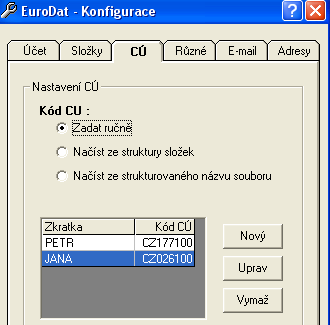 EuroDat - Konfigurace
Účet Složky CÚ Různé E-mail Adresy
Nastavení CÚ
Kód CU :
Zadat ručně
Načíst ze struktury složek
Načíst ze strukturovaného názvu souboru
Zkratka Kód CÚ
PETR CZ177100
JANA CZ026100
Nový
Uprav
Vymaž